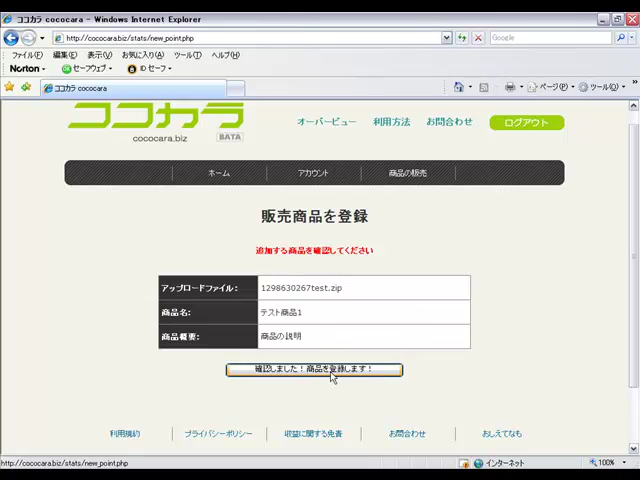 ココカラ cococara - Windows Internet Explorer
http://cococara.biz/stats/new_point.php
Google
ファイル(F) 編集(E) 表示(V) お気に入り(A) ツール(T) ヘルプ(H)
Norton セーフウェブ IDセーフ
ココカラ cococara
ページ(P) ツール(O)
ココカラ
cococara.biz BATA
オーバービュー 利用方法 お問合わせ ログアウト
ホーム アカウント 商品の販売
販売商品を登録
追加する商品を確認してください
アップロードファイル: 1298630267test.zip
商品名: テスト商品1
商品概要: 商品の説明
確認しました!商品を登録します!
利用規約 プライバシーポリシー 収益に関する免責 お問合わせ おしえてなも
http://cococara.biz/stats/new_point.php
インターネット 100%